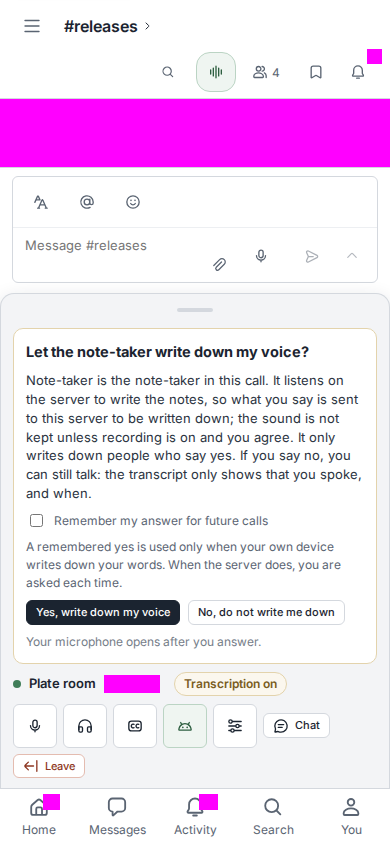 #releases
4
Message #releases
Let the note-taker write down my voice?
Note-taker is the note-taker in this call. It listens on
the server to write the notes, so what you say is sent
to this server to be written down; the sound is not
kept unless recording is on and you agree. It only
writes down people who say yes. If you say no, you
can still talk: the transcript only shows that you spoke,
and when.
Remember my answer for future calls
A remembered yes is used only when your own device
writes down your words. When the server does, you are
asked each time.
Yes, write down my voice No, do not write me down
Your microphone opens after you answer.
Plate room Transcription on
CC Chat
Leave
Home Messages Activity Search You